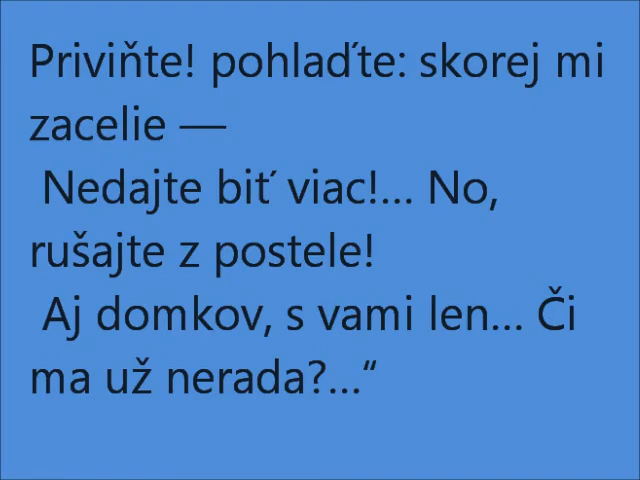 Priviňte! pohlaďte: skorej mi
zacelie —
Nedajte biť viac!... No,
rušajte z postele!
Aj domkov, s vami len... Či
ma už nerada?...“